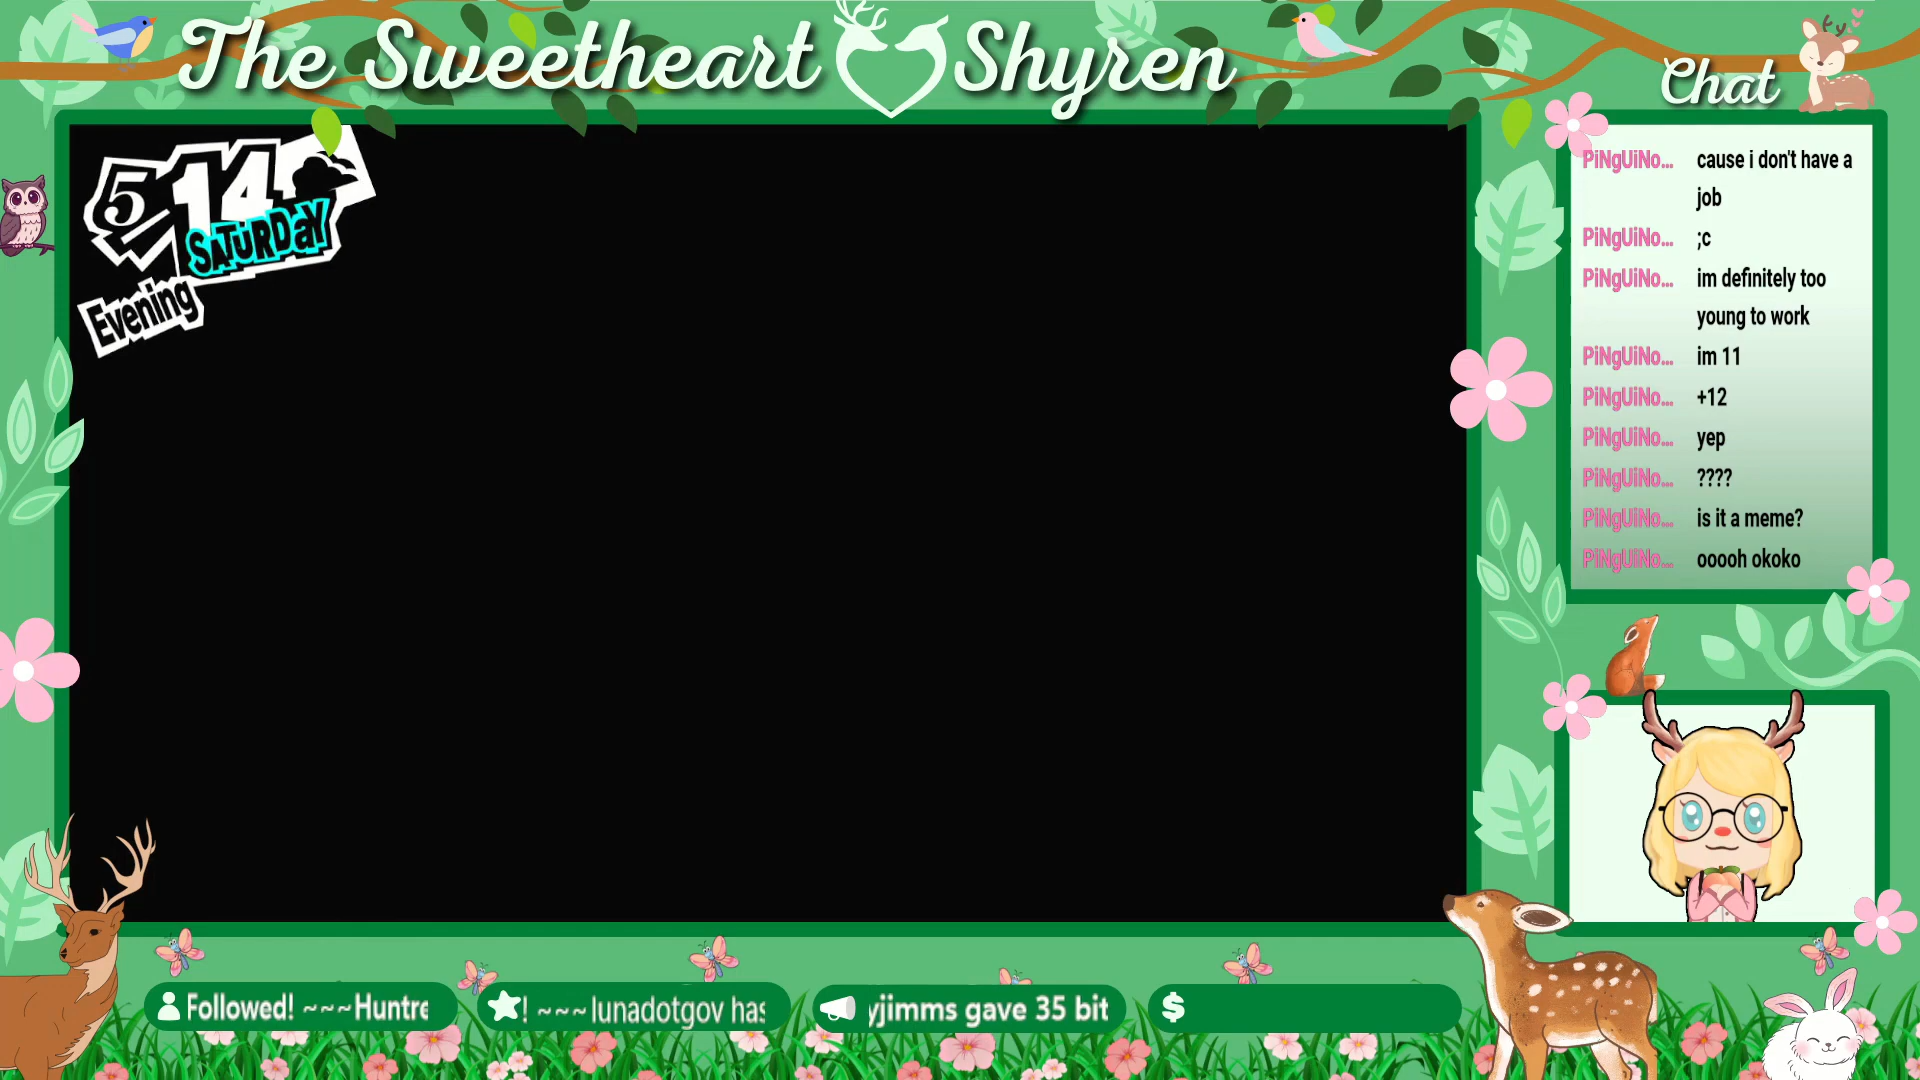 The Sweetheart Shyren
Chat
5/14
SATURDAY
Evening
PiNgUiNo... cause i don't have a
job
PiNgUiNo... ;c
PiNgUiNo... im definitely too
young to work
PiNgUiNo... im 11
PiNgUiNo... +12
PiNgUiNo... yep
PiNgUiNo... ????
PiNgUiNo... is it a meme?
PiNgUiNo... ooooh okoko
Followed! ~~~Huntre
! ~~~lunadotgov has
yjimms gave 35 bit
$